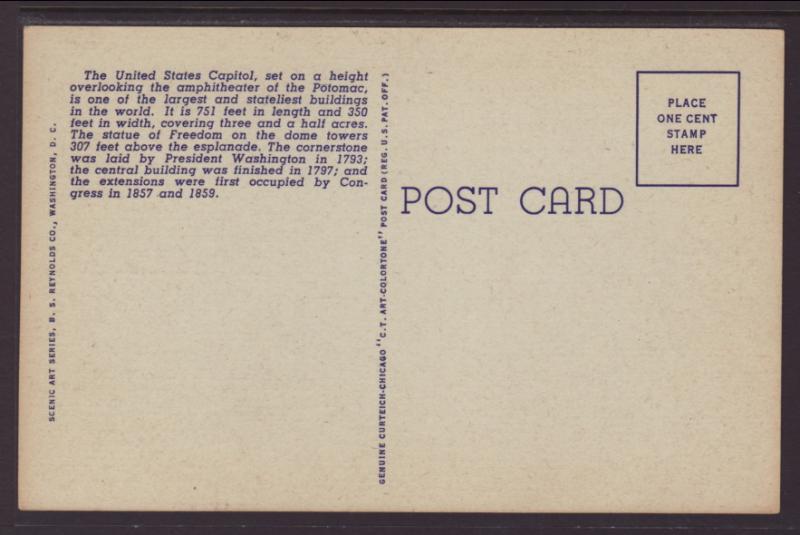 The United States Capitol, set on a height
overlooking the amphitheater of the Potomac,
is one of the largest and stateliest buildings
in the world. It is 751 feet in length and 350
feet in width, covering three and a half acres.
The statue of Freedom on the dome towers
307 feet above the esplanade. The cornerstone
was laid by President Washington in 1793;
the central building was finished in 1797; and
the extensions were first occupied by Con-
gress in 1857 and 1859.
SCENIC ART SERIES, B. S. REYNOLDS CO., WASHINGTON, D. C.
GENUINE CURTEICH-CHICAGO "C.T. ART-COLORTONE" POST CARD (REG. U.S. PAT. OFF.)
POST CARD
PLACE
ONE CENT
STAMP
HERE